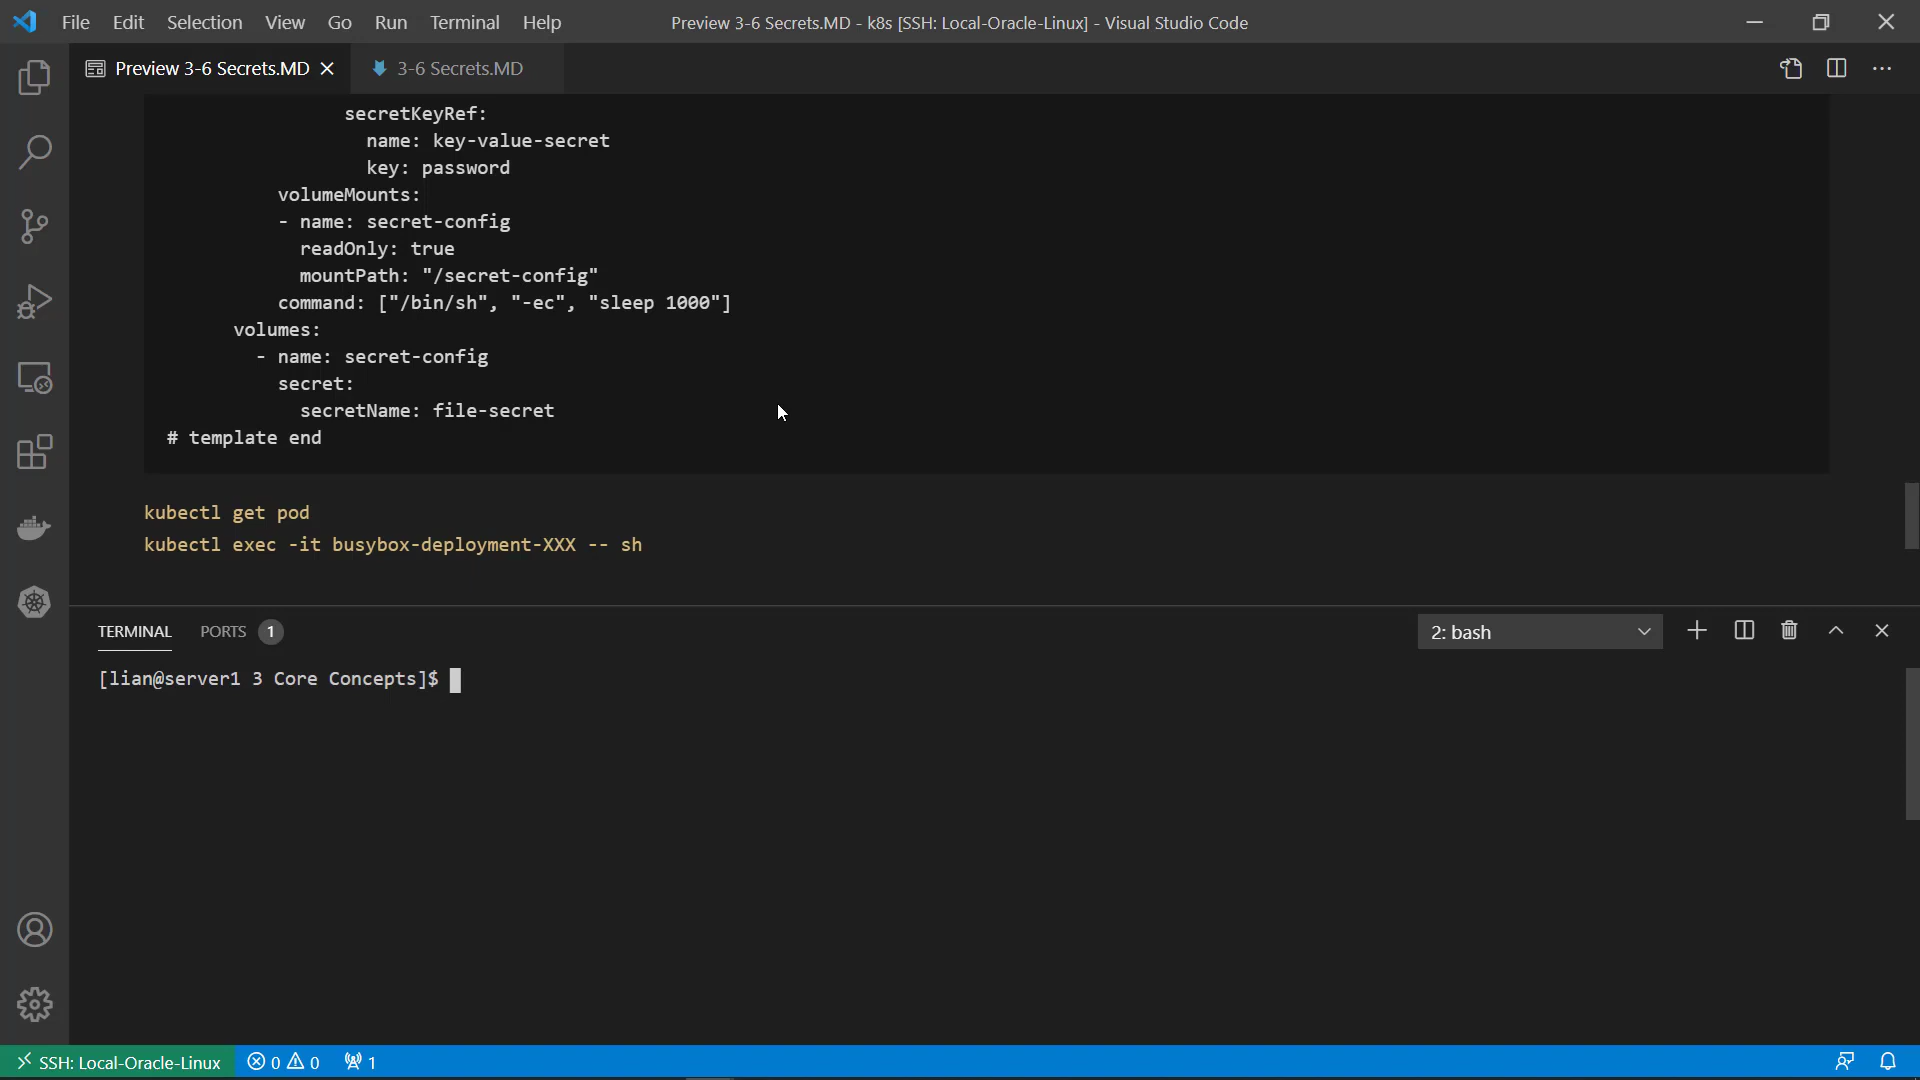 File Edit Selection View Go Run Terminal Help Preview 3-6 Secrets.MD - k8s [SSH: Local-Oracle-Linux] - Visual Studio Code
Preview 3-6 Secrets.MD 3-6 Secrets.MD
secretKeyRef:
name: key-value-secret
key: password
volumeMounts:
- name: secret-config
readOnly: true
mountPath: "/secret-config"
command: ["/bin/sh", "-ec", "sleep 1000"]
volumes:
- name: secret-config
secret:
secretName: file-secret
# template end
kubectl get pod
kubectl exec -it busybox-deployment-XXX -- sh
TERMINAL PORTS 1 2: bash
[lian@server1 3 Core Concepts]$
SSH: Local-Oracle-Linux 0 0 1